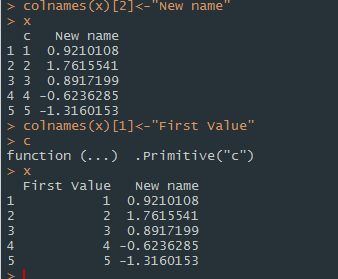 > colnames(x)[2]<-"New name"
> x
  c   New name
1 1  0.9210108
2 2  1.7615541
3 3  0.8917199
4 4 -0.6236285
5 5 -1.3160153
> colnames(x)[1]<-"First Value"
> c
function (...)  .Primitive("c")
> x
  First Value   New name
1           1  0.9210108
2           2  1.7615541
3           3  0.8917199
4           4 -0.6236285
5           5 -1.3160153
>